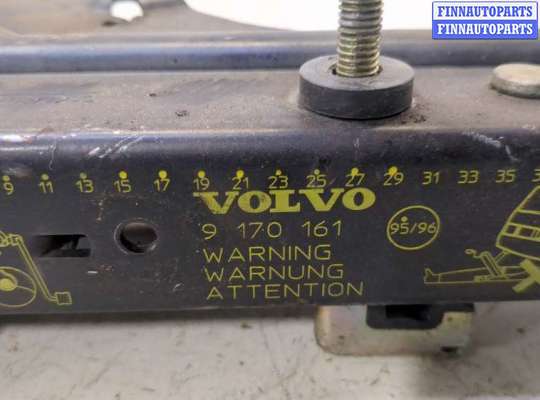 FINNAUTOPARTS
FINNAUTOPARTS
9 11 13 15 17 19 21 23 25 27 29 31 33 35
VOLVO
9 170 161
95/96
WARNING
WARNUNG
ATTENTION